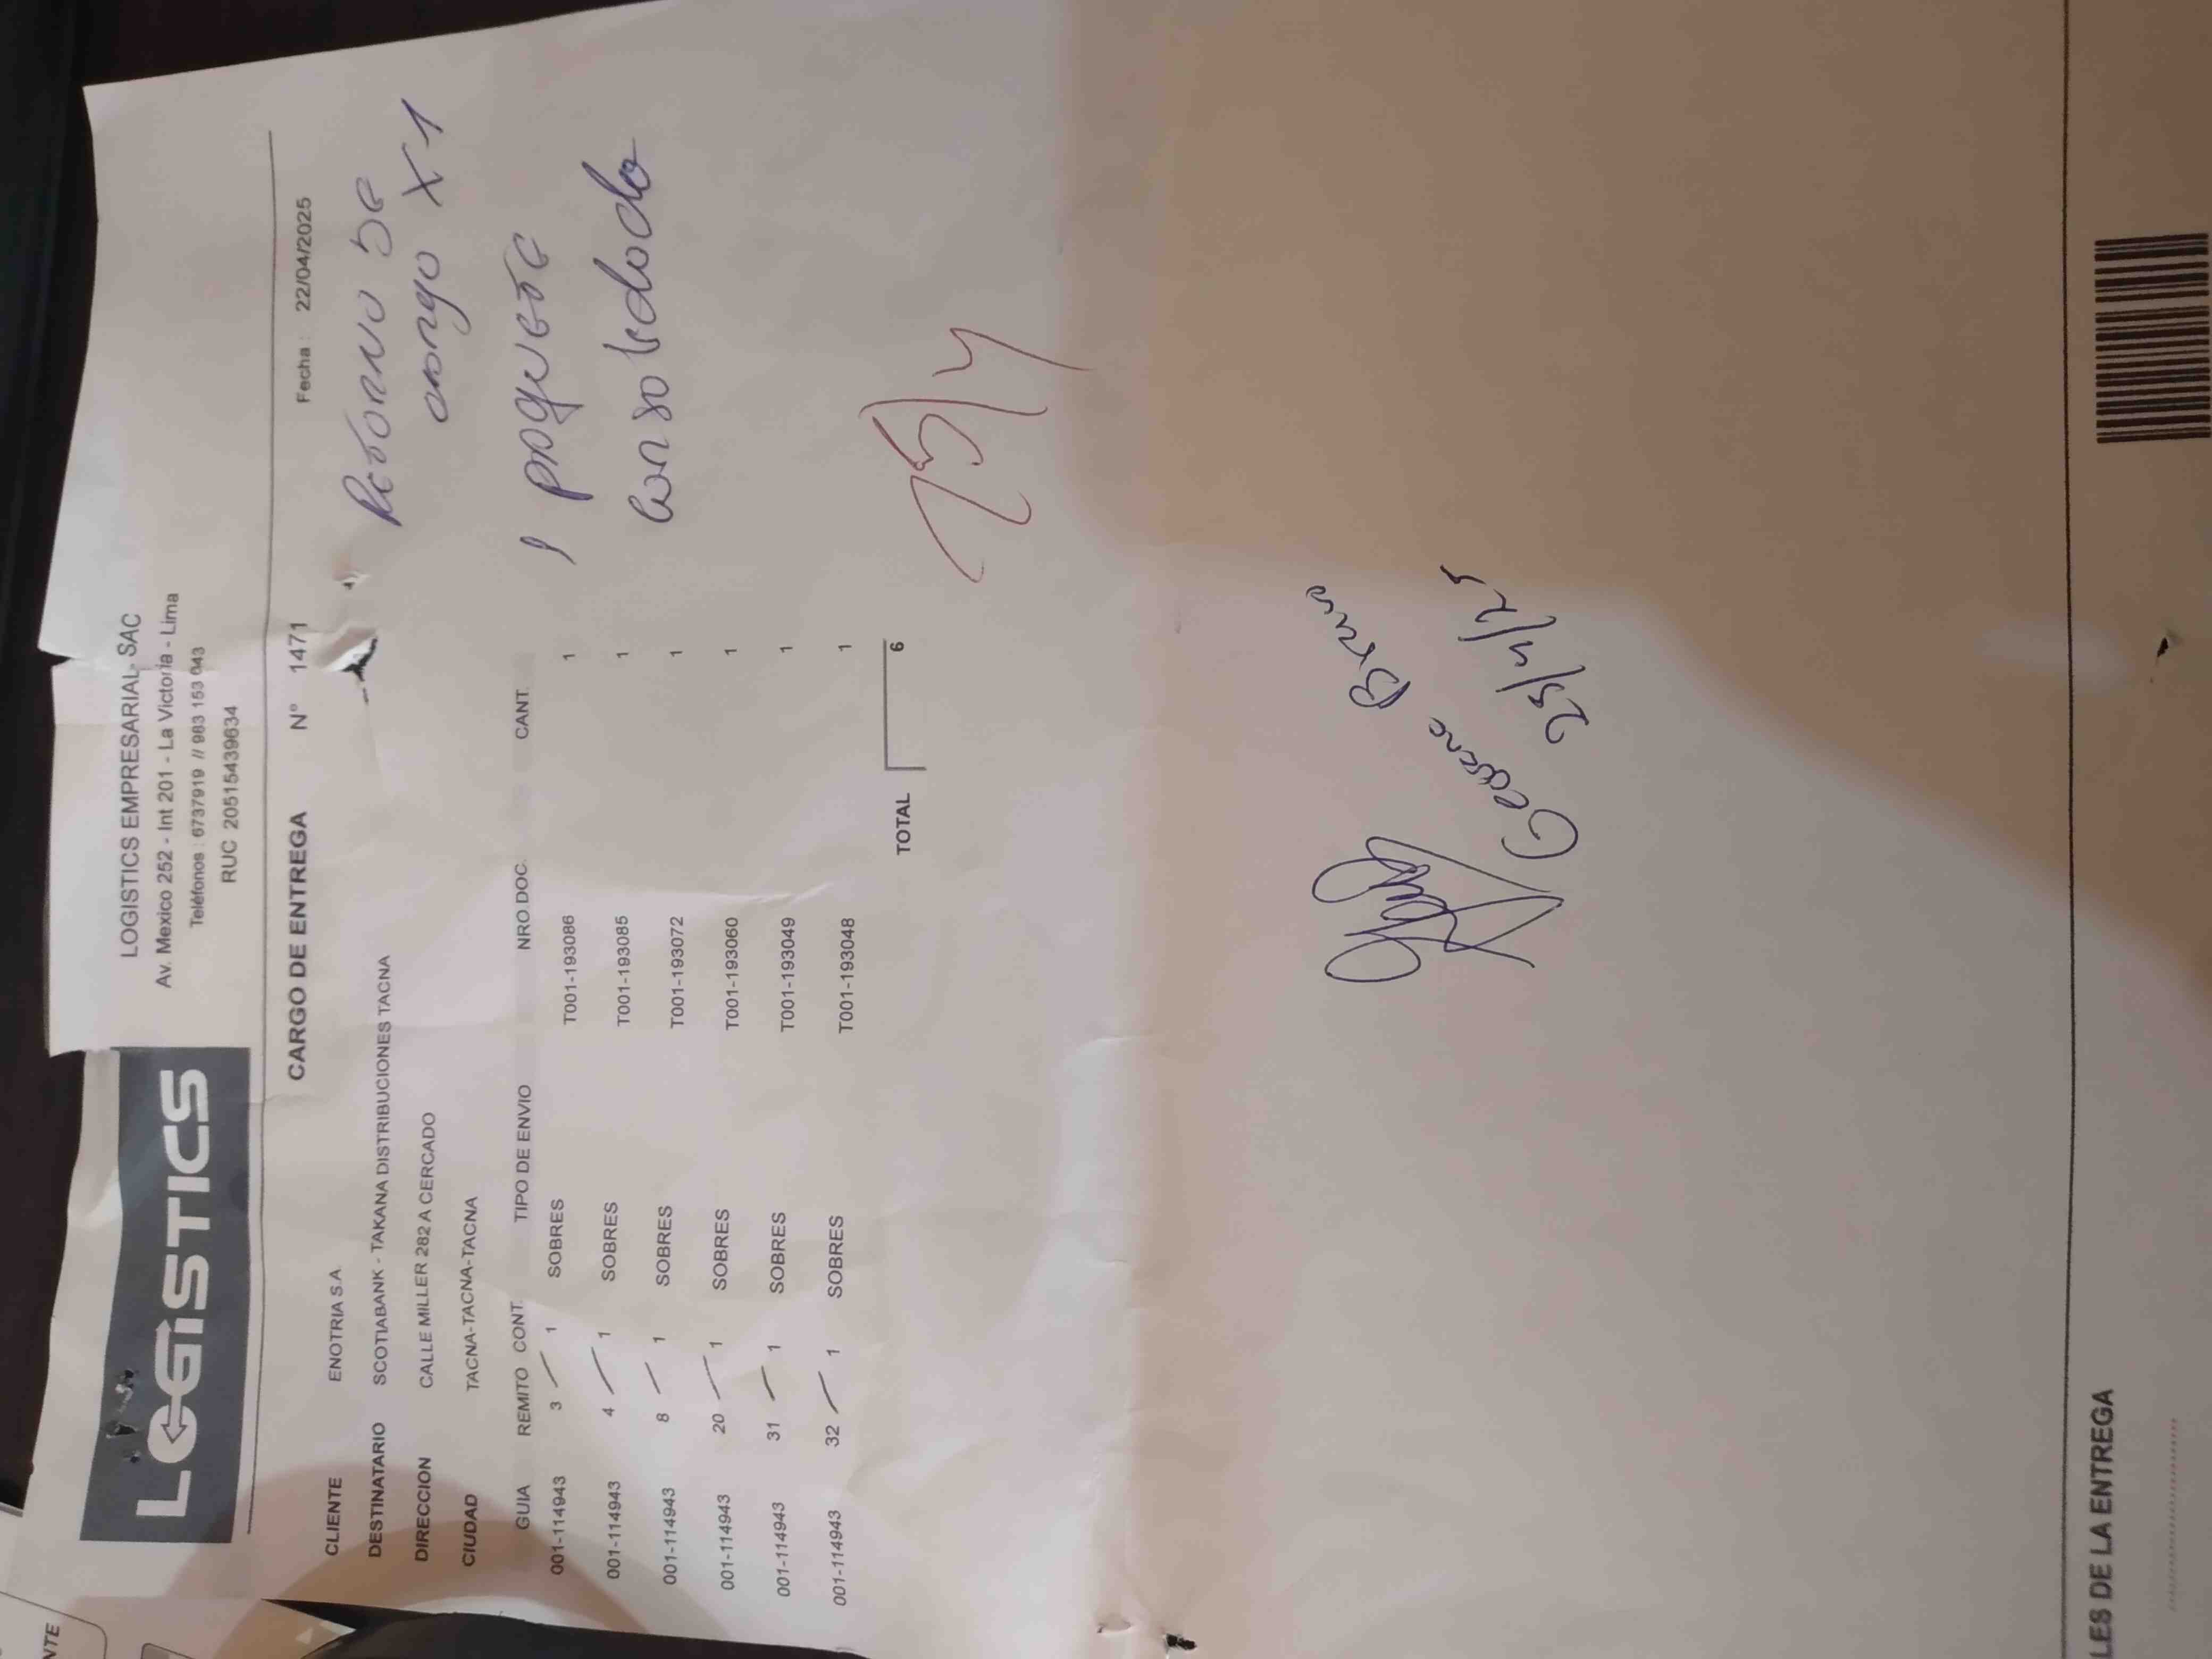 LOGISTICS
LOGISTICS EMPRESARIAL SAC
Av. Mexico 252 - Int 201 - La Victoria - Lima
Teléfonos : 6737919 // 983 153 043
RUC 20515439634
CARGO DE ENTREGA N° 1471 Fecha : 22/04/2025
CLIENTE ENOTRIA S.A.
DESTINATARIO SCOTIABANK - TAKANA DISTRIBUCIONES TACNA
DIRECCION CALLE MILLER 282 A CERCADO
CIUDAD TACNA-TACNA-TACNA
Retorno de
cargo X1
GUIA REMITO CONT. TIPO DE ENVIO NRO.DOC. CANT.
001-114943 3 1 SOBRES T001-193086 1
001-114943 4 1 SOBRES T001-193085 1
001-114943 8 1 SOBRES T001-193072 1
001-114943 20 1 SOBRES T001-193060 1
001-114943 31 1 SOBRES T001-193049 1
001-114943 32 1 SOBRES T001-193048 1
1 paquete
consolidado
TOTAL 6
25/4
25/4/25
LES DE LA ENTREGA
NTE